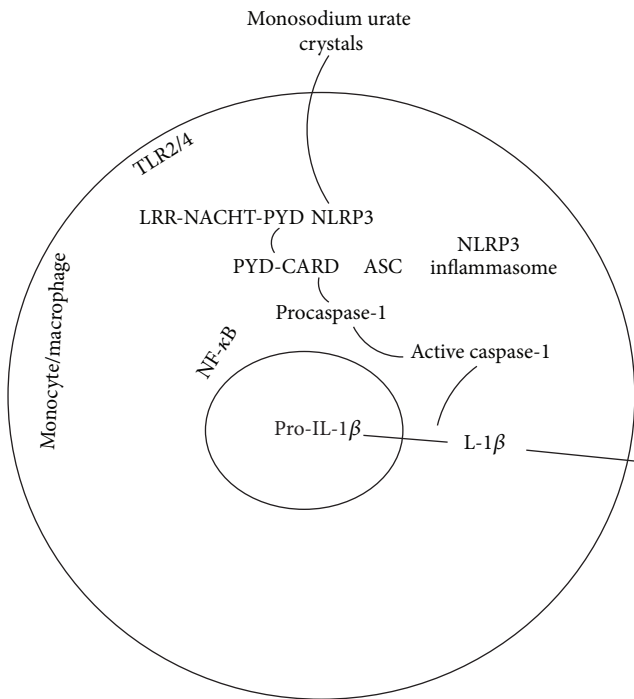 Monosodium urate
crystals
TLR2/4
LRR-NACHT-PYD NLRP3
PYD-CARD ASC
NLRP3
inflammasome
Procaspase-1
Active caspase-1
Monocyte/macrophage
NF-κB
Pro-IL-1β
L-1β